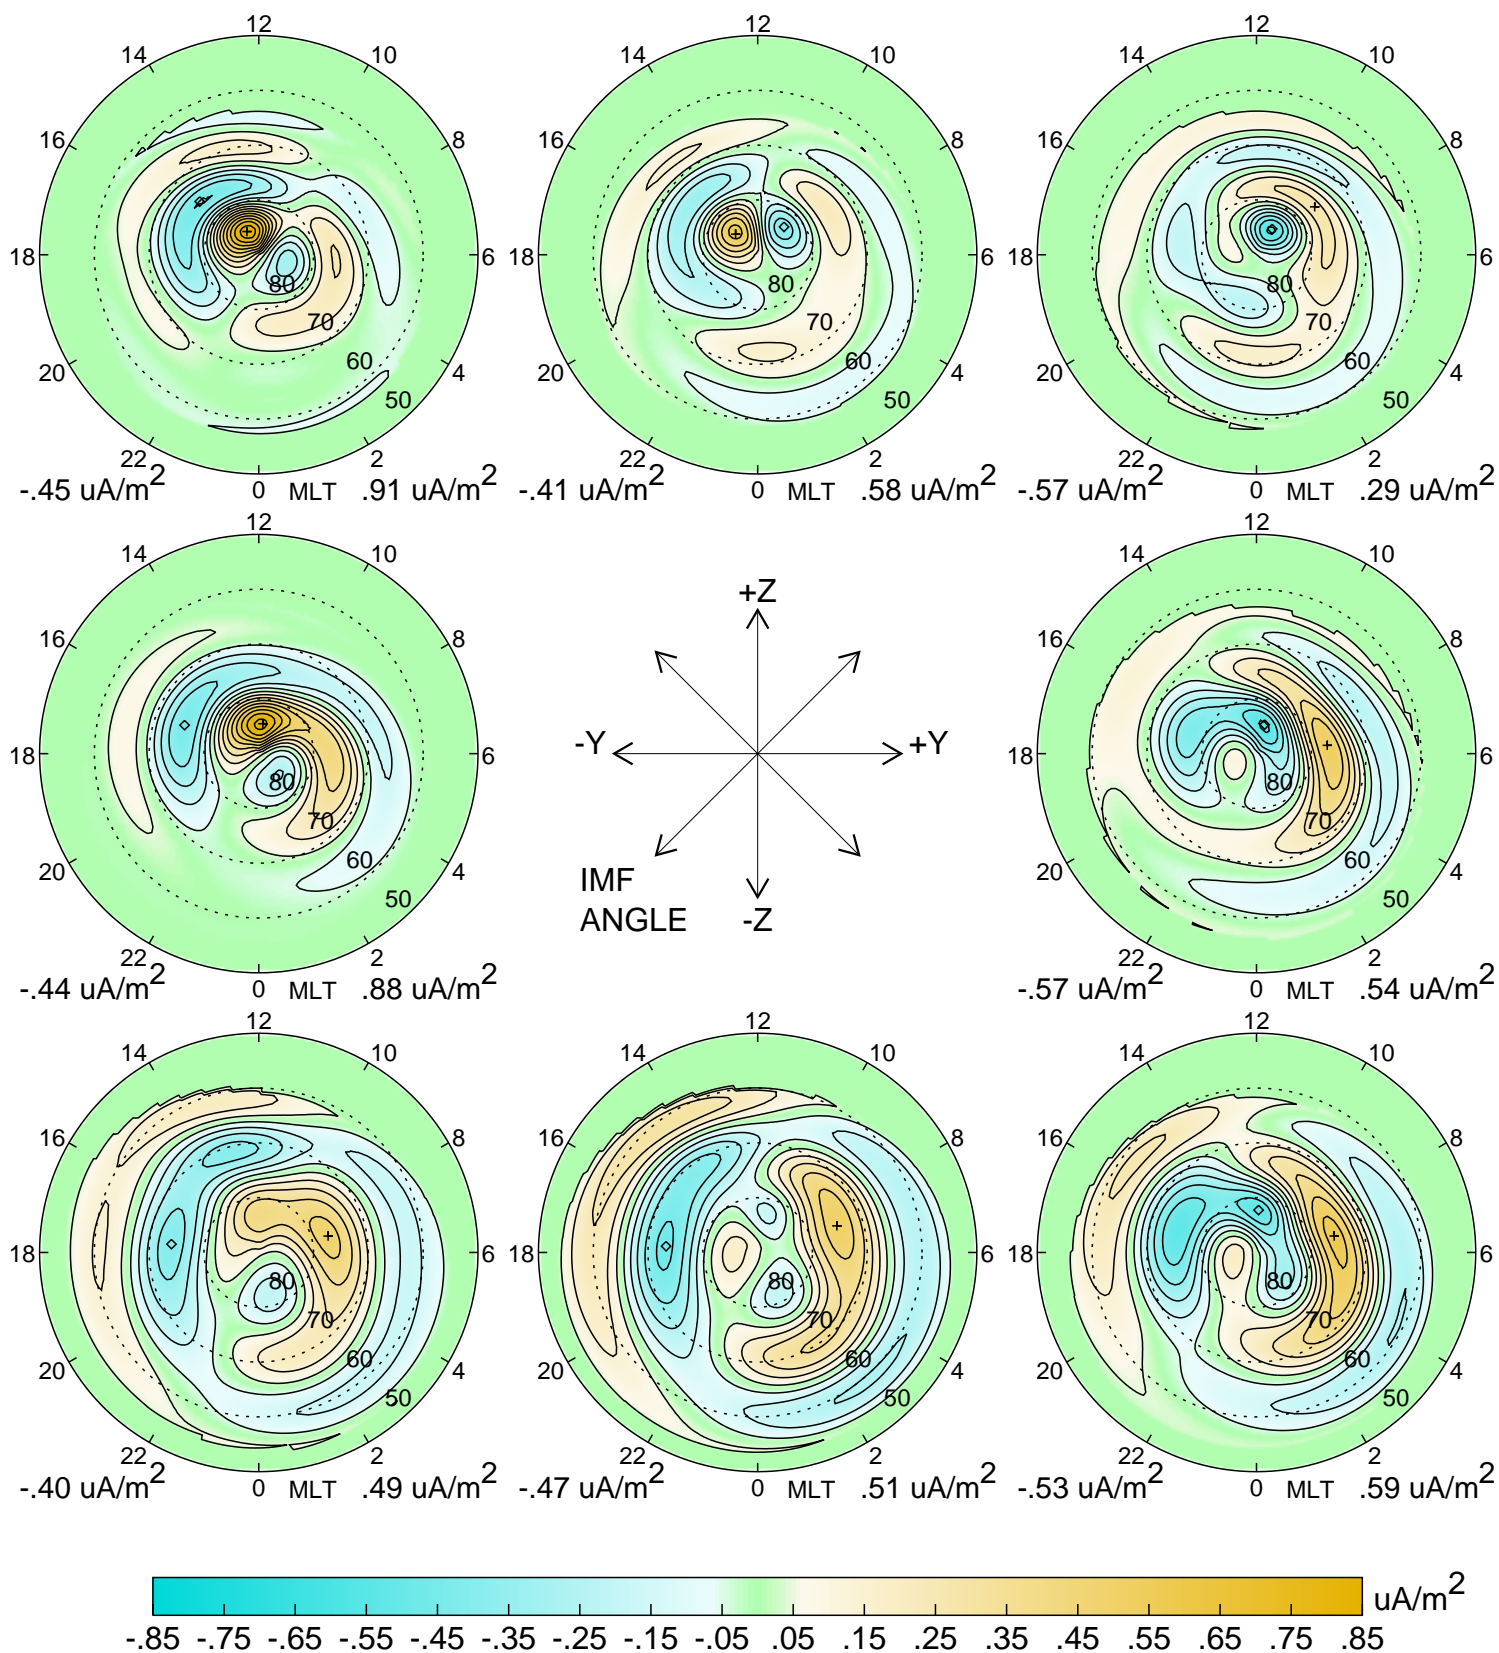 12 12 12
14 10 14 10 14 10
16 8 16 8 16 8
18 6 18 6 18 6
80 80 80
70 70 70
60 60 60
20 4 20 4 20 4
50 50 50
22 2 22 2 22 2
-.45 uA/m2 0 MLT .91 uA/m2 -.41 uA/m2 0 MLT .58 uA/m2 -.57 uA/m2 0 MLT .29 uA/m2
12 12
14 10 14 10
+Z
16 8 16 8
18 6 -Y +Y 18 6
80 80
70 70
60 60
20 4 IMF 20 4
50 ANGLE -Z 50
22 2 22 2
-.44 uA/m2 0 MLT .88 uA/m2 -.57 uA/m2 0 MLT .54 uA/m2
12 12 12
14 10 14 10 14 10
16 8 16 8 16 8
18 6 18 6 18 6
80 80 80
70 70 70
60 60 60
20 4 20 4 20 4
50 50 50
22 2 22 2 22 2
-.40 uA/m2 0 MLT .49 uA/m2 -.47 uA/m2 0 MLT .51 uA/m2 -.53 uA/m2 0 MLT .59 uA/m2
uA/m2
-.85 -.75 -.65 -.55 -.45 -.35 -.25 -.15 -.05 .05 .15 .25 .35 .45 .55 .65 .75 .85